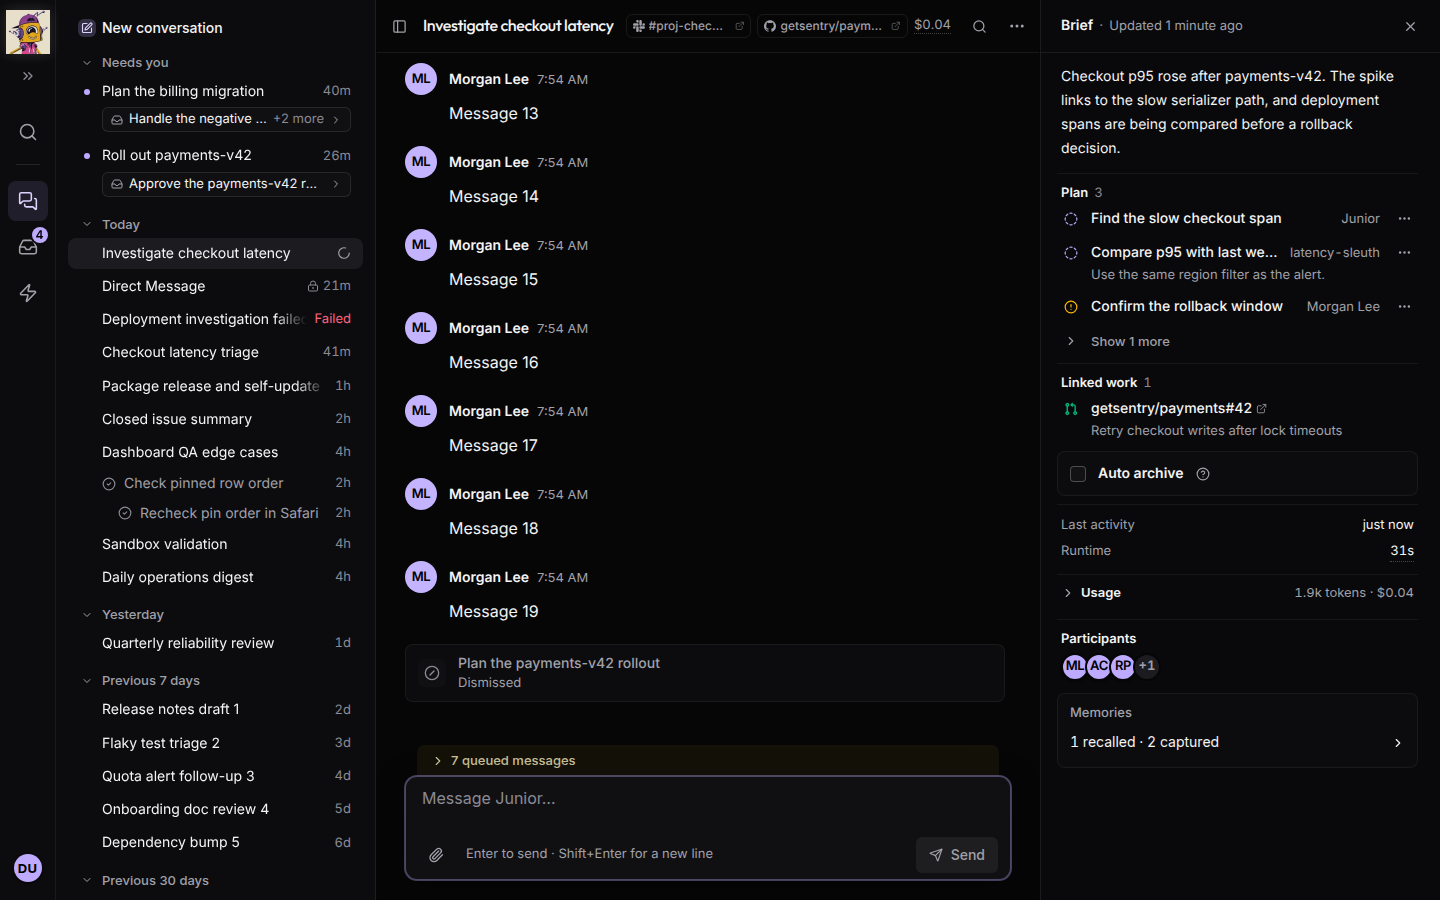 New conversation
Needs you
Plan the billing migration 40m
Handle the negative ... +2 more
Roll out payments-v42 26m
Approve the payments-v42 r...
Today
Investigate checkout latency
Direct Message 21m
Deployment investigation failed Failed
Checkout latency triage 41m
Package release and self-update 1h
Closed issue summary 2h
Dashboard QA edge cases 4h
Check pinned row order 2h
Recheck pin order in Safari 2h
Sandbox validation 4h
Daily operations digest 4h
Yesterday
Quarterly reliability review 1d
Previous 7 days
Release notes draft 1 2d
Flaky test triage 2 3d
Quota alert follow-up 3 4d
Onboarding doc review 4 5d
Dependency bump 5 6d
Previous 30 days
4
DU
Investigate checkout latency #proj-chec... getsentry/paym... $0.04
ML Morgan Lee 7:54 AM
Message 13
ML Morgan Lee 7:54 AM
Message 14
ML Morgan Lee 7:54 AM
Message 15
ML Morgan Lee 7:54 AM
Message 16
ML Morgan Lee 7:54 AM
Message 17
ML Morgan Lee 7:54 AM
Message 18
ML Morgan Lee 7:54 AM
Message 19
Plan the payments-v42 rollout
Dismissed
7 queued messages
Message Junior...
Enter to send · Shift+Enter for a new line Send
Brief · Updated 1 minute ago
Checkout p95 rose after payments-v42. The spike
links to the slow serializer path, and deployment
spans are being compared before a rollback
decision.
Plan 3
Find the slow checkout span Junior
Compare p95 with last we... latency-sleuth
Use the same region filter as the alert.
Confirm the rollback window Morgan Lee
Show 1 more
Linked work 1
getsentry/payments#42
Retry checkout writes after lock timeouts
Auto archive
Last activity just now
Runtime 31s
Usage 1.9k tokens · $0.04
Participants
ML AC RP +1
Memories
1 recalled · 2 captured